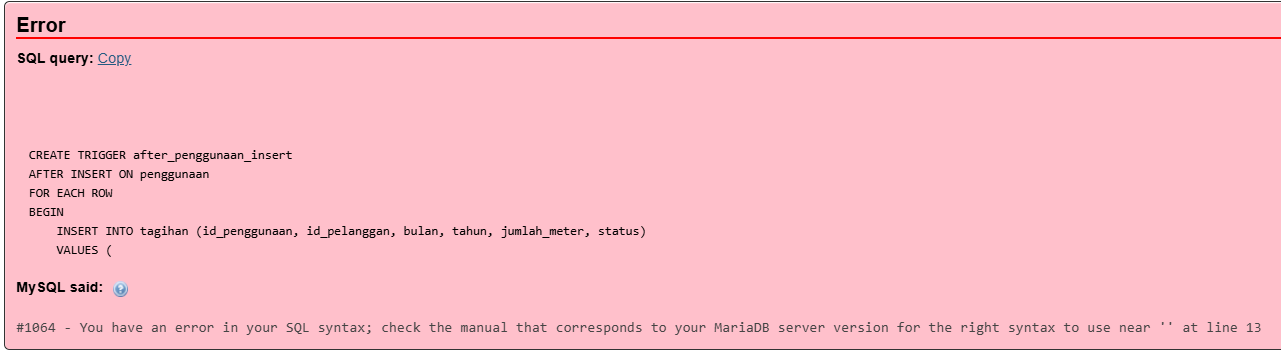 Error
SQL query: Copy
CREATE TRIGGER after_penggunaan_insert
AFTER INSERT ON penggunaan
FOR EACH ROW
BEGIN
    INSERT INTO tagihan (id_penggunaan, id_pelanggan, bulan, tahun, jumlah_meter, status)
    VALUES (
MySQL said:
#1064 - You have an error in your SQL syntax; check the manual that corresponds to your MariaDB server version for the right syntax to use near '' at line 13